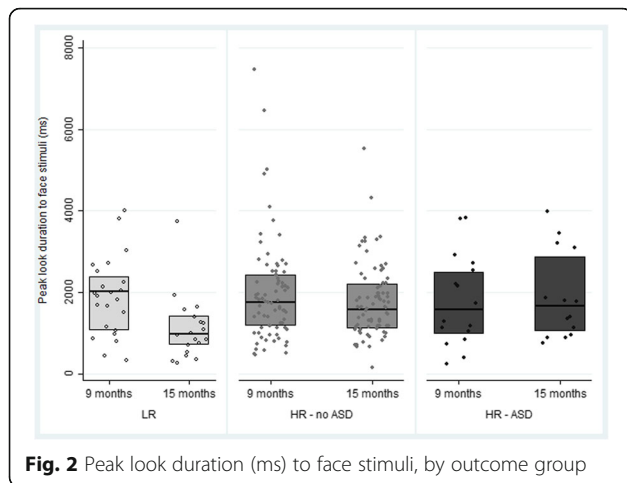 Peak look duration to face stimuli (ms)
8000
6000
4000
2000
0
9 months 15 months 9 months 15 months 9 months 15 months
LR HR - no ASD HR - ASD
Fig. 2 Peak look duration (ms) to face stimuli, by outcome group